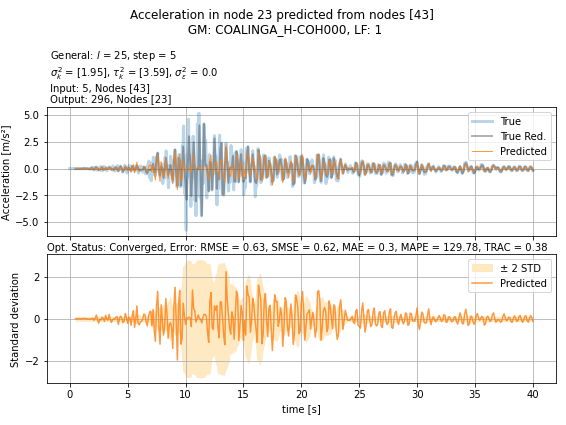 Acceleration in node 23 predicted from nodes [43]
GM: COALINGA_H-COH000, LF: 1
General: l = 25, step = 5
σ²ₖ = [1.95], τ²ₖ = [3.59], σ²ε = 0.0
Input: 5, Nodes [43]
Output: 296, Nodes [23]
Acceleration [m/s²]
5.0
2.5
0.0
−2.5
−5.0
True
True Red.
Predicted
Opt. Status: Converged, Error: RMSE = 0.63, SMSE = 0.62, MAE = 0.3, MAPE = 129.78, TRAC = 0.38
Standard deviation
2
0
−2
± 2 STD
Predicted
0 5 10 15 20 25 30 35 40
time [s]